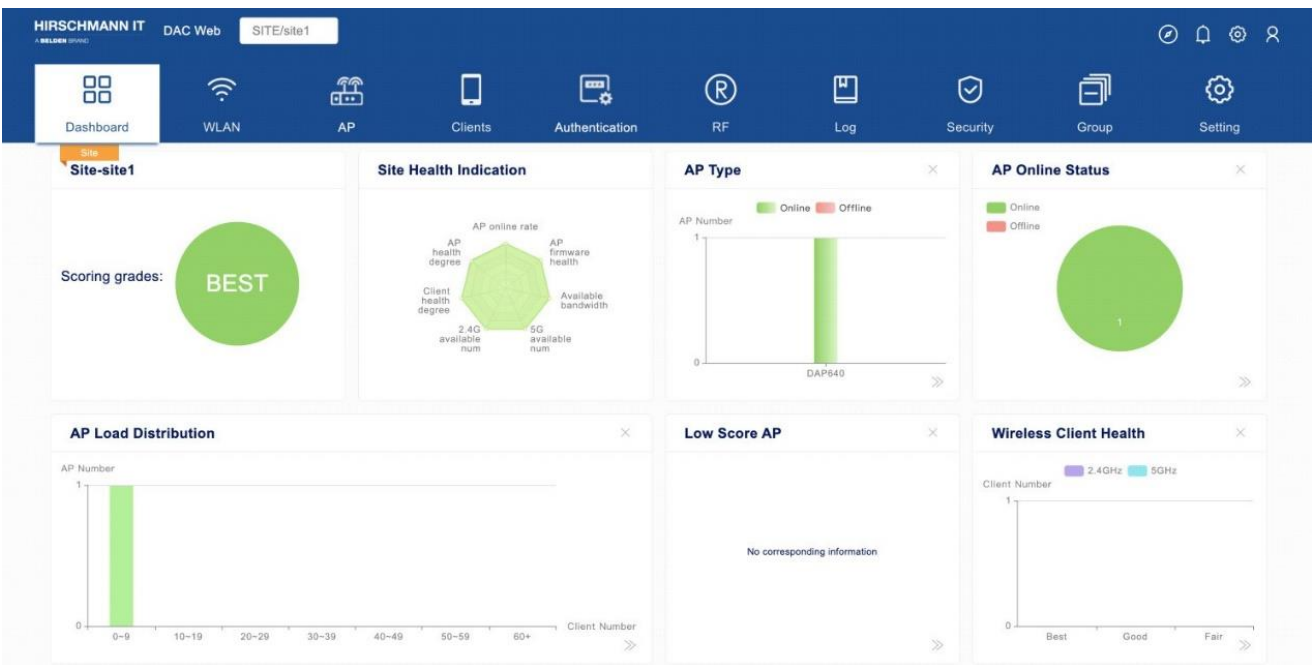 HIRSCHMANN IT
A BELDEN BRAND
DAC Web
SITE/site1
Dashboard
WLAN
AP
Clients
Authentication
RF
Log
Security
Group
Setting
Site
Site-site1
Scoring grades:
BEST
Site Health Indication
AP online rate
AP
health
degree
AP
firmware
health
Client
health
degree
Available
bandwidth
2.4G
available
num
5G
available
num
AP Type
Online
Offline
AP Number
1
0
DAP640
AP Online Status
Online
Offline
1
AP Load Distribution
AP Number
1
0
0~9
10~19
20~29
30~39
40~49
50~59
60+
Client Number
Low Score AP
No corresponding information
Wireless Client Health
2.4GHz
5GHz
Client Number
1
0
Best
Good
Fair